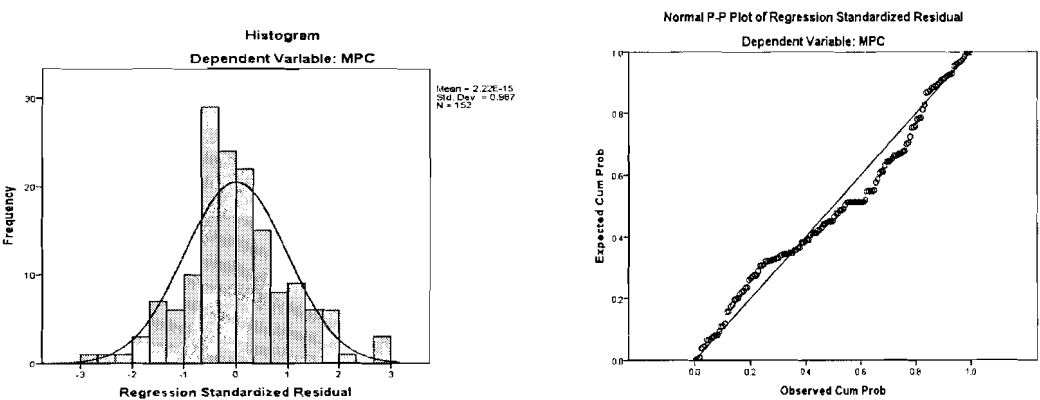 Histogram
Dependent Variable: MPC
Mean = 2.22E-15
Std. Dev = 0.987
N = 152
Frequency
30
20
10
0
-3 -2 -1 0 1 2 3
Regression Standardized Residual
Normal P-P Plot of Regression Standardized Residual
Dependent Variable: MPC
Expected Cum Prob
1.0
0.8
0.6
0.4
0.2
0.0
0.0 0.2 0.4 0.6 0.8 1.0
Observed Cum Prob